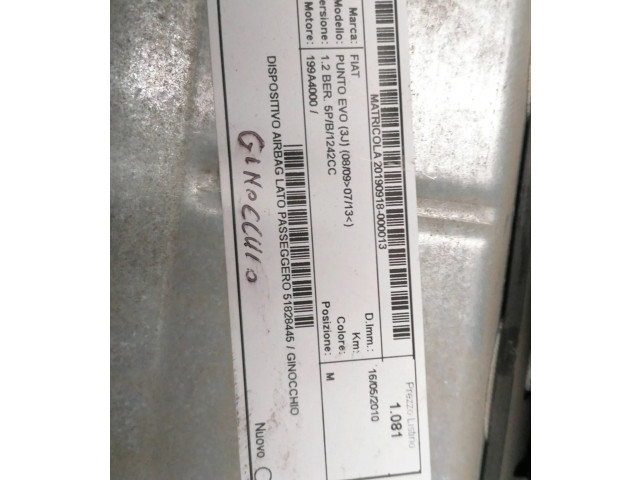 MATRICOLA 20190918-000013
Prezzo Listino
1.081
Marca: FIAT
D.Imm.: 16/05/2010
Modello: PUNTO EVO (3J) (08/09>07/13<)
Km:
ersione: 1.2 BER. 5P/B/1242CC
Colore:
Motore: 199A4000 /
Posizione: M
DISPOSITIVO AIRBAG LATO PASSEGGERO 51828445 / GINOCCHIO
Nuovo
GINOCCHIO